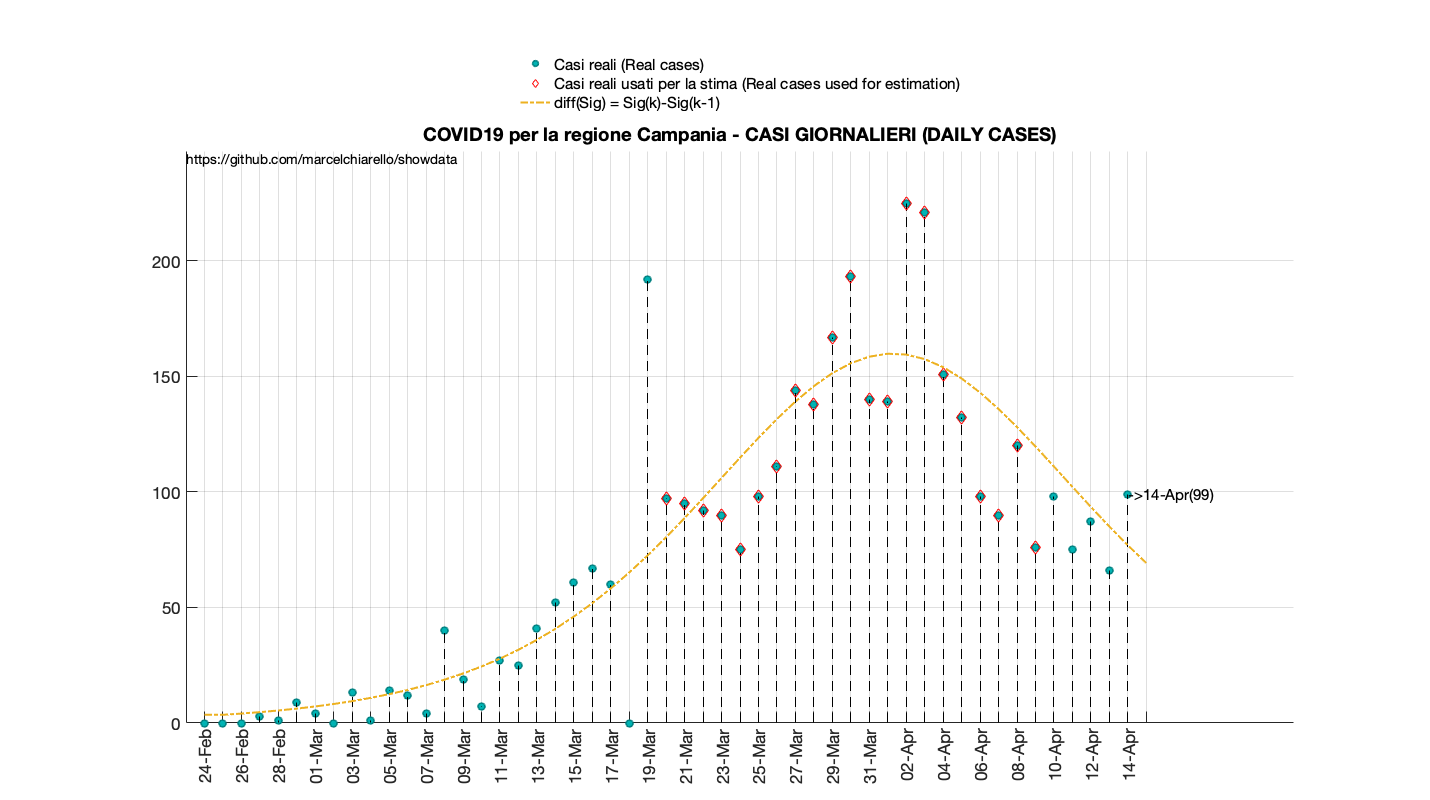 Casi reali (Real cases)
Casi reali usati per la stima (Real cases used for estimation)
diff(Sig) = Sig(k)-Sig(k-1)
COVID19 per la regione Campania - CASI GIORNALIERI (DAILY CASES)
https://github.com/marcelchiarello/showdata
200
150
100
50
0
->14-Apr(99)
24-Feb
26-Feb
28-Feb
01-Mar
03-Mar
05-Mar
07-Mar
09-Mar
11-Mar
13-Mar
15-Mar
17-Mar
19-Mar
21-Mar
23-Mar
25-Mar
27-Mar
29-Mar
31-Mar
02-Apr
04-Apr
06-Apr
08-Apr
10-Apr
12-Apr
14-Apr